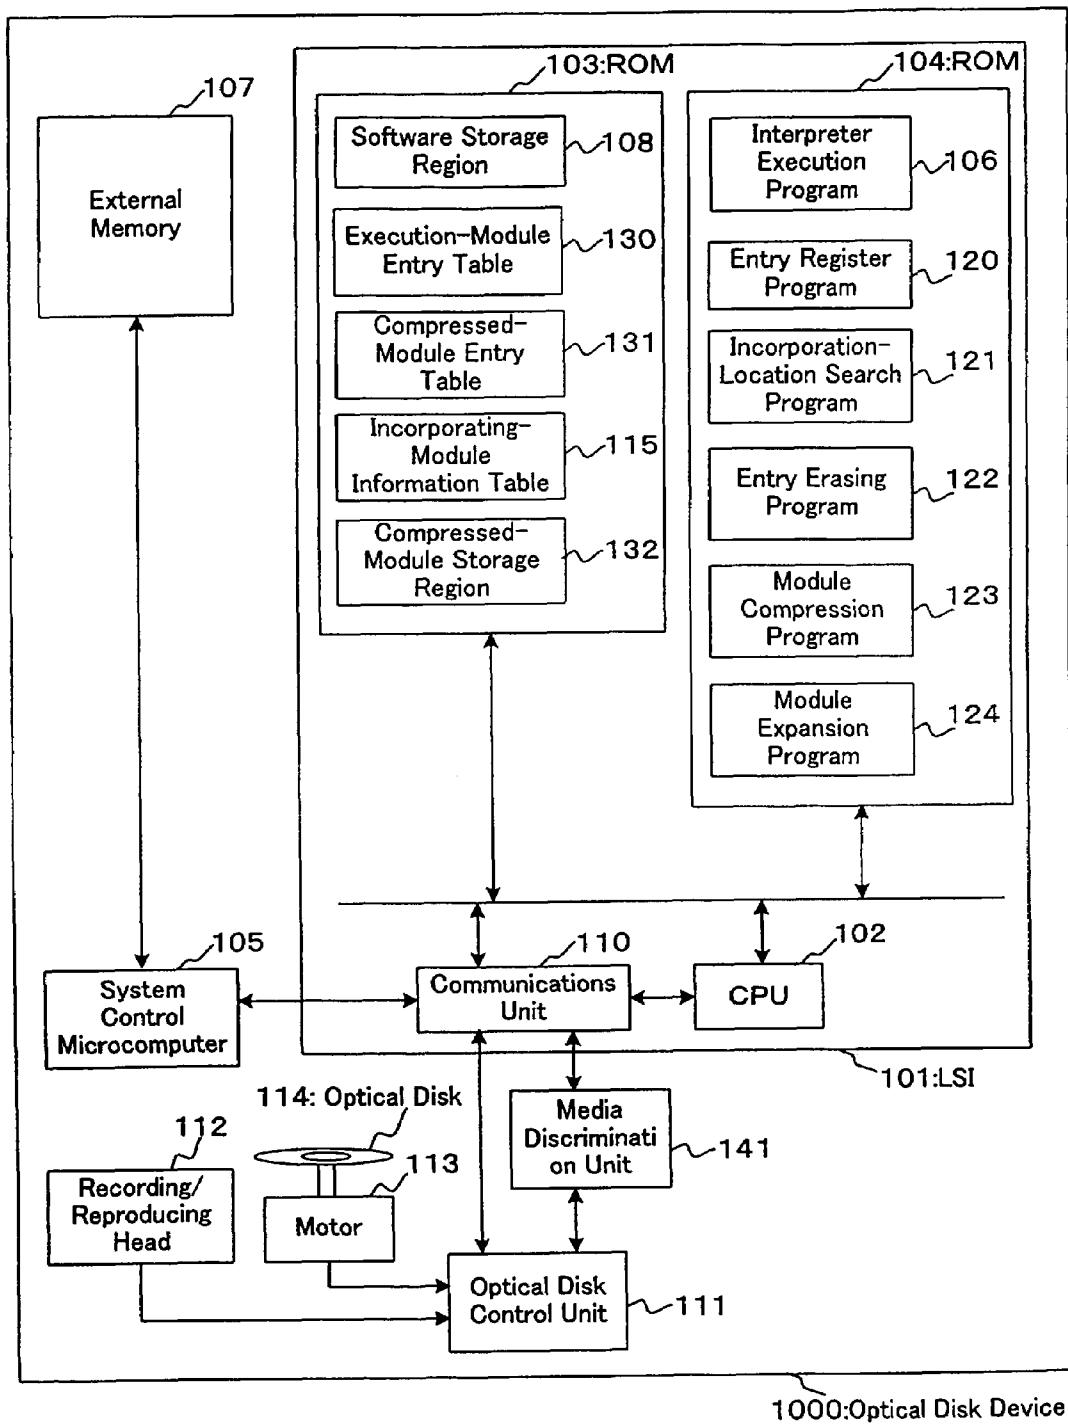 103:ROM
104:ROM
107
External
Memory
Software Storage
Region
108
Execution-Module
Entry Table
130
Compressed-
Module Entry
Table
131
Incorporating-
Module
Information Table
115
Compressed-
Module Storage
Region
132
Interpreter
Execution
Program
106
Entry Register
Program
120
Incorporation-
Location Search
Program
121
Entry Erasing
Program
122
Module
Compression
Program
123
Module
Expansion
Program
124
105
System
Control
Microcomputer
110
Communications
Unit
102
CPU
101:LSI
114: Optical Disk
112
Recording/
Reproducing
Head
113
Motor
Media
Discriminati
on Unit
141
Optical Disk
Control Unit
111
1000:Optical Disk Device